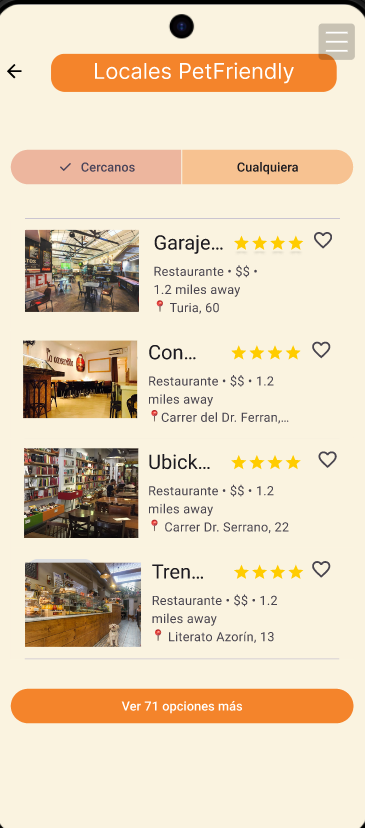 Locales PetFriendly
Cercanos
Cualquiera
Garaje...
Restaurante • $$ •
1.2 miles away
Turia, 60
Con...
Restaurante • $$ • 1.2
miles away
Carrer del Dr. Ferran,...
Ubick...
Restaurante • $$ • 1.2
miles away
Carrer Dr. Serrano, 22
Tren...
Restaurante • $$ • 1.2
miles away
Literato Azorín, 13
Ver 71 opciones más